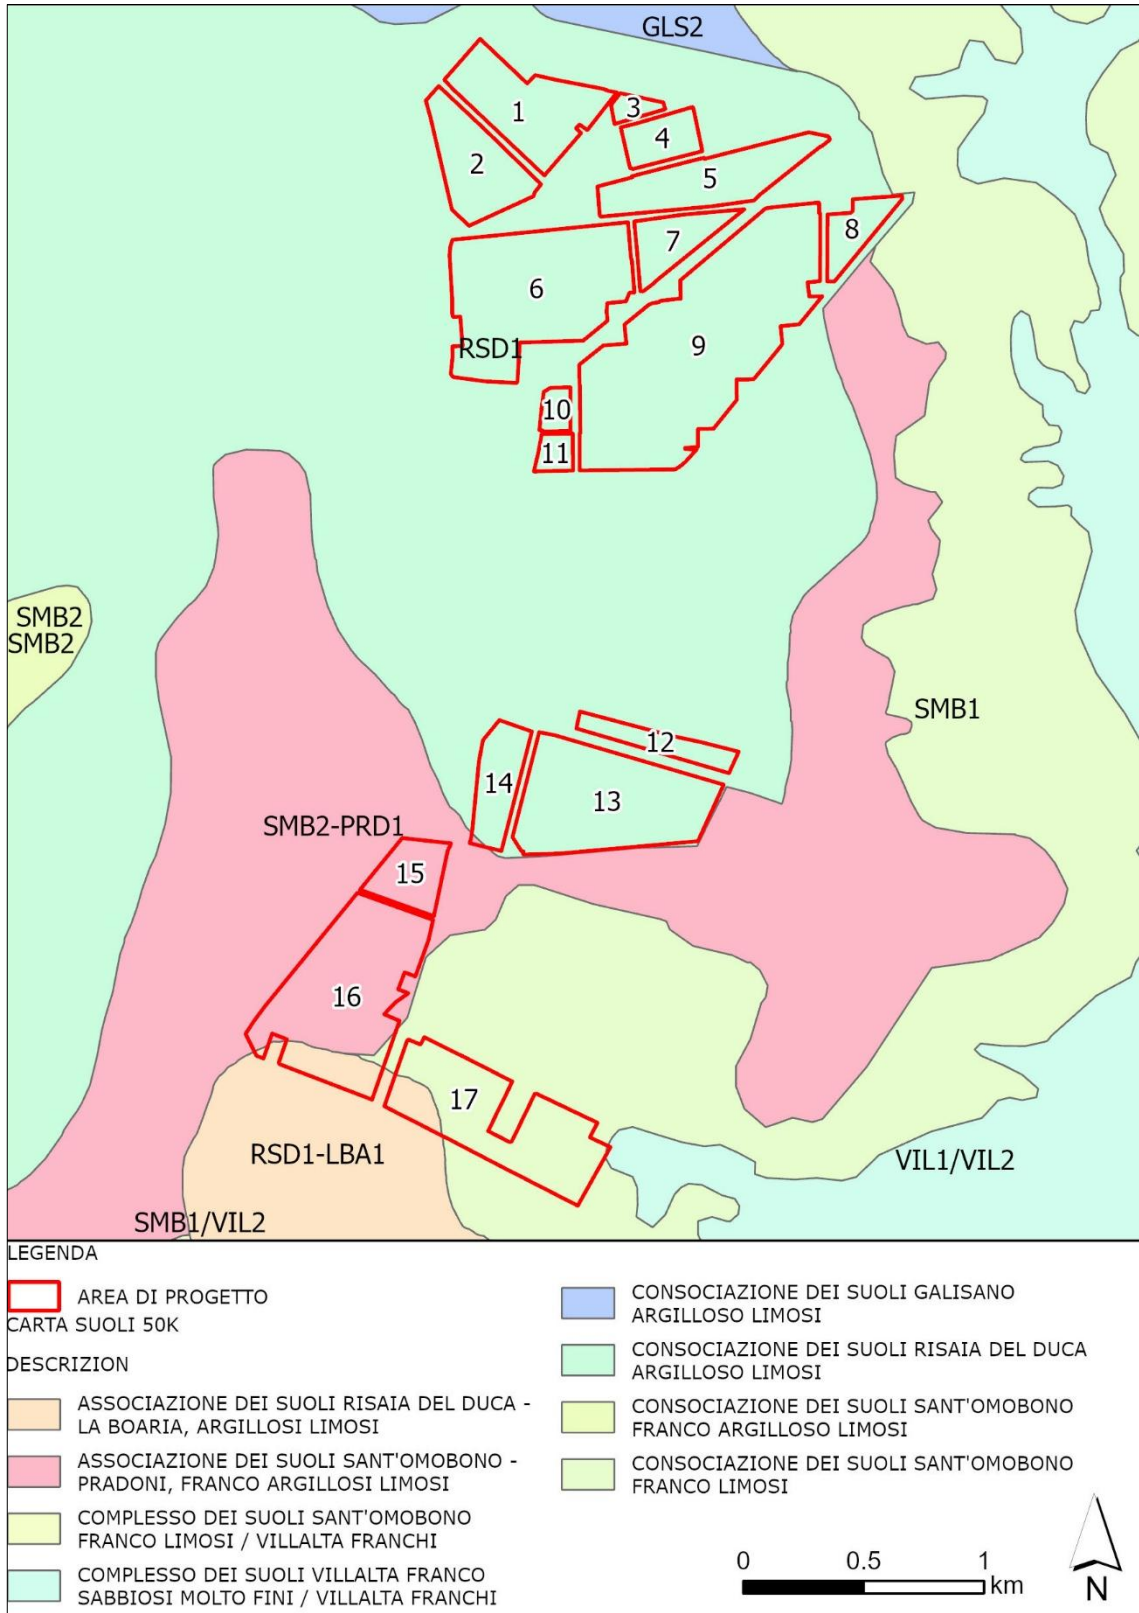 GLS2
1
3
4
2
5
7
8
6
9
RSD1
10
11
SMB2
SMB2
SMB1
12
14
13
SMB2-PRD1
15
16
17
RSD1-LBA1
VIL1/VIL2
SMB1/VIL2
LEGENDA
AREA DI PROGETTO
CARTA SUOLI 50K
DESCRIZION
ASSOCIAZIONE DEI SUOLI RISAIA DEL DUCA -
LA BOARIA, ARGILLOSI LIMOSI
ASSOCIAZIONE DEI SUOLI SANT'OMOBONO -
PRADONI, FRANCO ARGILLOSI LIMOSI
COMPLESSO DEI SUOLI SANT'OMOBONO
FRANCO LIMOSI / VILLALTA FRANCHI
COMPLESSO DEI SUOLI VILLALTA FRANCO
SABBIOSI MOLTO FINI / VILLALTA FRANCHI
CONSOCIAZIONE DEI SUOLI GALISANO
ARGILLOSO LIMOSI
CONSOCIAZIONE DEI SUOLI RISAIA DEL DUCA
ARGILLOSO LIMOSI
CONSOCIAZIONE DEI SUOLI SANT'OMOBONO
FRANCO ARGILLOSO LIMOSI
CONSOCIAZIONE DEI SUOLI SANT'OMOBONO
FRANCO LIMOSI
0 0.5 1
km
N